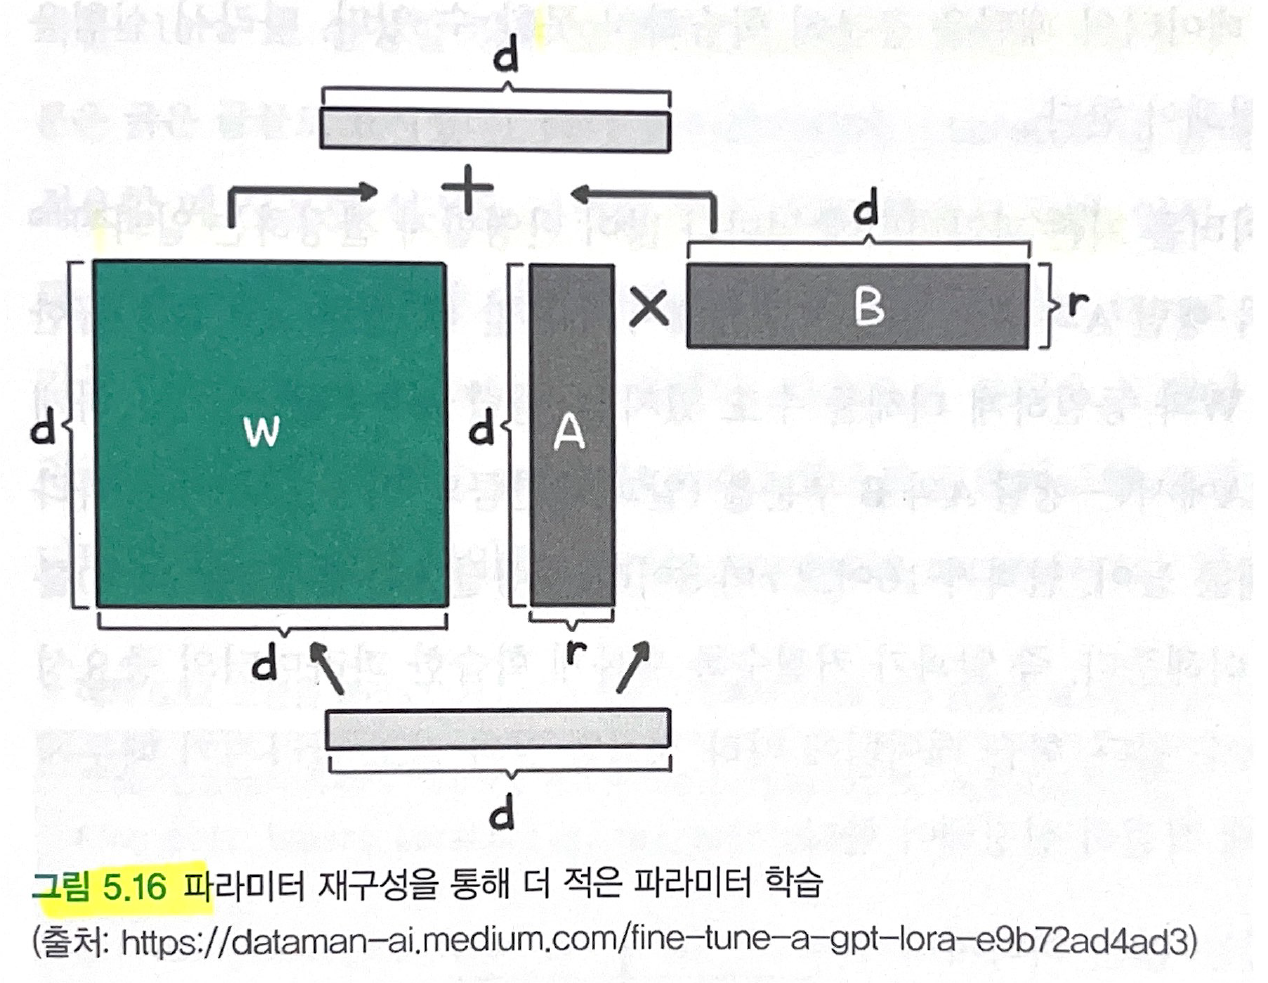 d
+
d
W
d
A
×
B
r
d
d
d
r
d
그림 5.16 파라미터 재구성을 통해 더 적은 파라미터 학습
(출처: https://dataman-ai.medium.com/fine-tune-a-gpt-lora-e9b72ad4ad3)